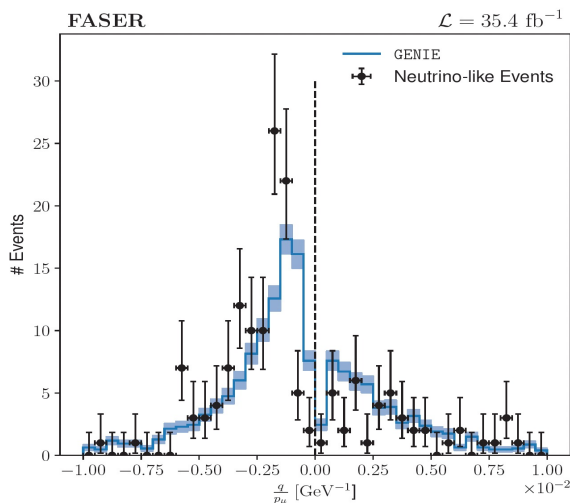 FASER
ℒ = 35.4 fb⁻¹
GENIE
Neutrino-like Events
# Events
30
25
20
15
10
5
0
−1.00 −0.75 −0.50 −0.25 0.00 0.25 0.50 0.75 1.00
×10⁻²
q/pμ [GeV⁻¹]